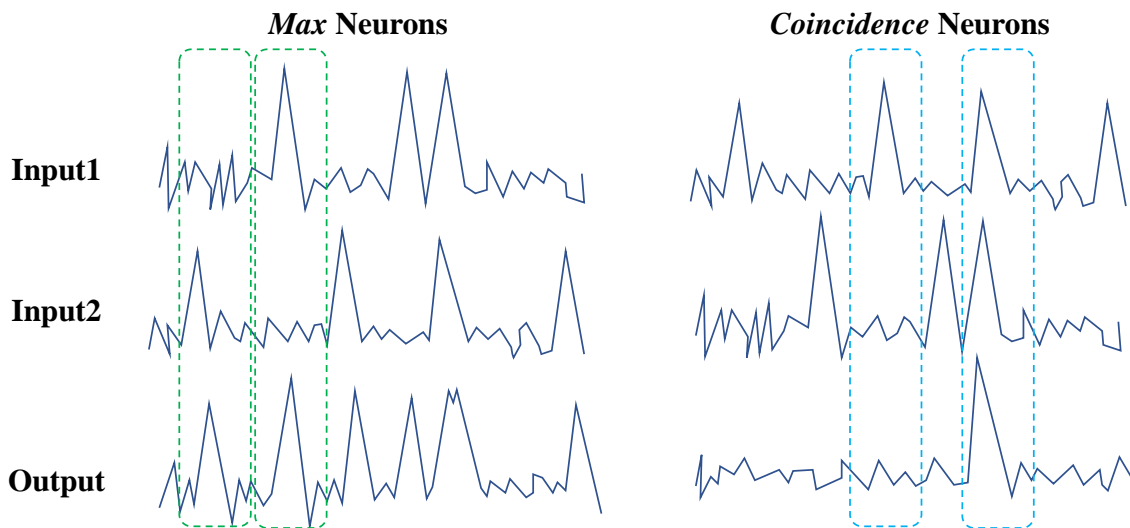 Max Neurons
Coincidence Neurons
Input1
Input2
Output